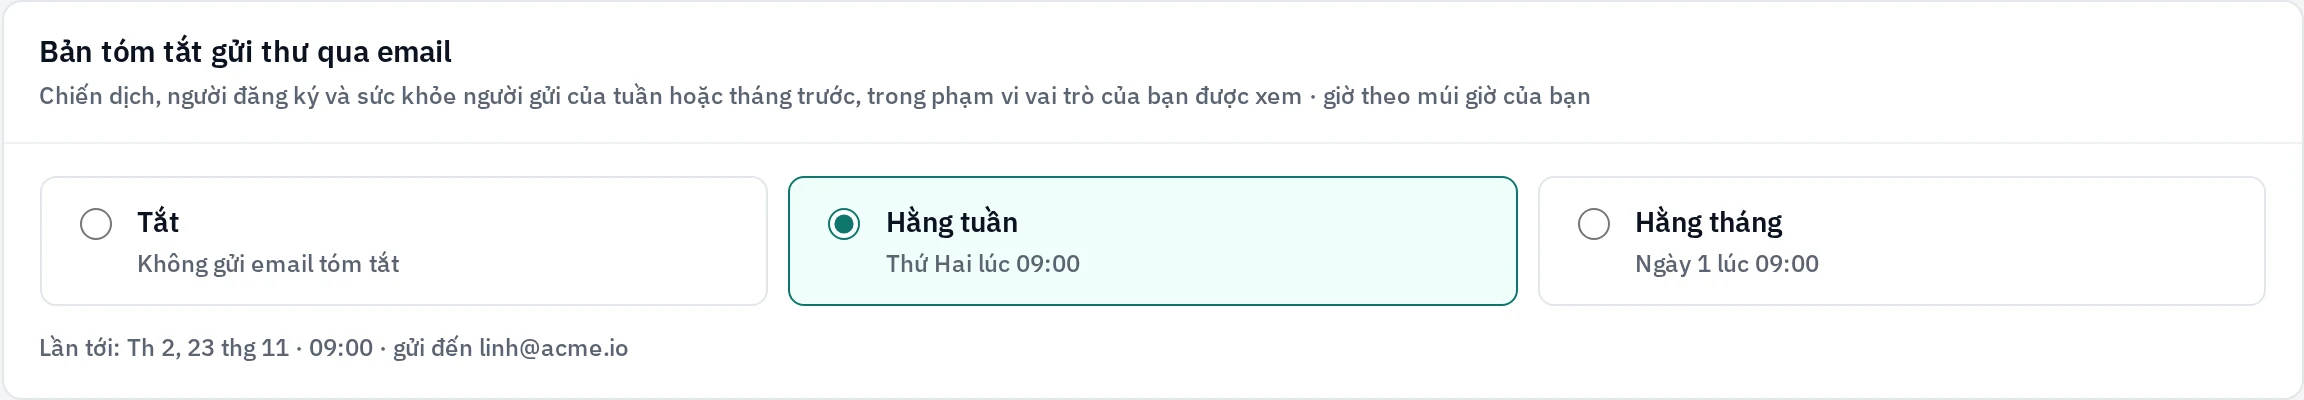 Bản tóm tắt gửi thư qua email
Chiến dịch, người đăng ký và sức khỏe người gửi của tuần hoặc tháng trước, trong phạm vi vai trò của bạn được xem · giờ theo múi giờ của bạn
Tắt
Không gửi email tóm tắt
Hằng tuần
Thứ Hai lúc 09:00
Hằng tháng
Ngày 1 lúc 09:00
Lần tới: Th 2, 23 thg 11 · 09:00 · gửi đến linh@acme.io